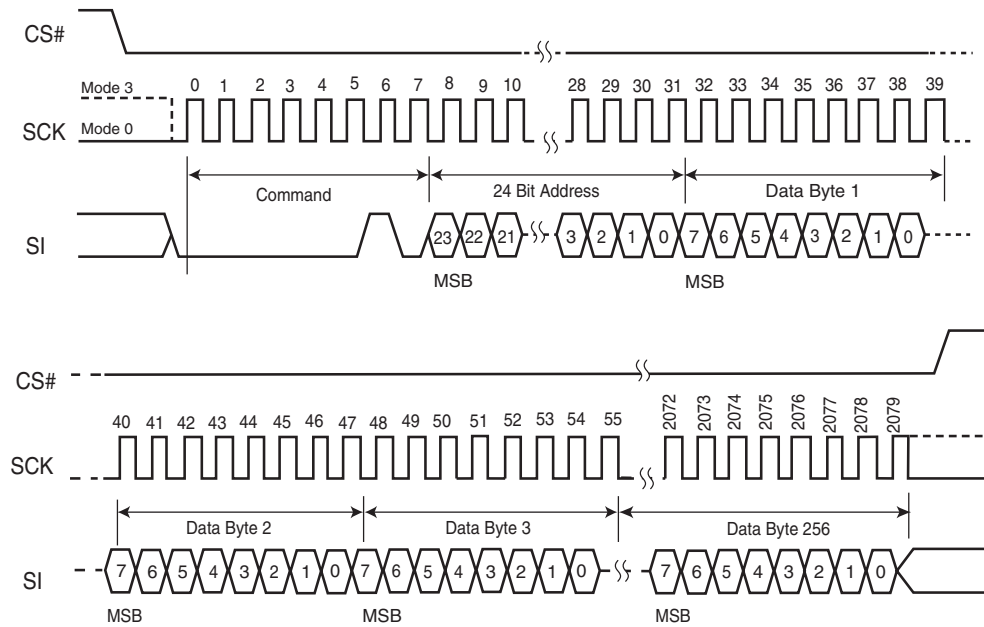 CS#
Mode 3
0 1 2 3 4 5 6 7 8 9 10 28 29 30 31 32 33 34 35 36 37 38 39
SCK
Mode 0
Command
24 Bit Address
Data Byte 1
SI
23 22 21 3 2 1 0 7 6 5 4 3 2 1 0
MSB
MSB
CS#
40 41 42 43 44 45 46 47 48 49 50 51 52 53 54 55 2072 2073 2074 2075 2076 2077 2078 2079
SCK
Data Byte 2
Data Byte 3
Data Byte 256
SI
7 6 5 4 3 2 1 0 7 6 5 4 3 2 1 0 7 6 5 4 3 2 1 0
MSB
MSB
MSB